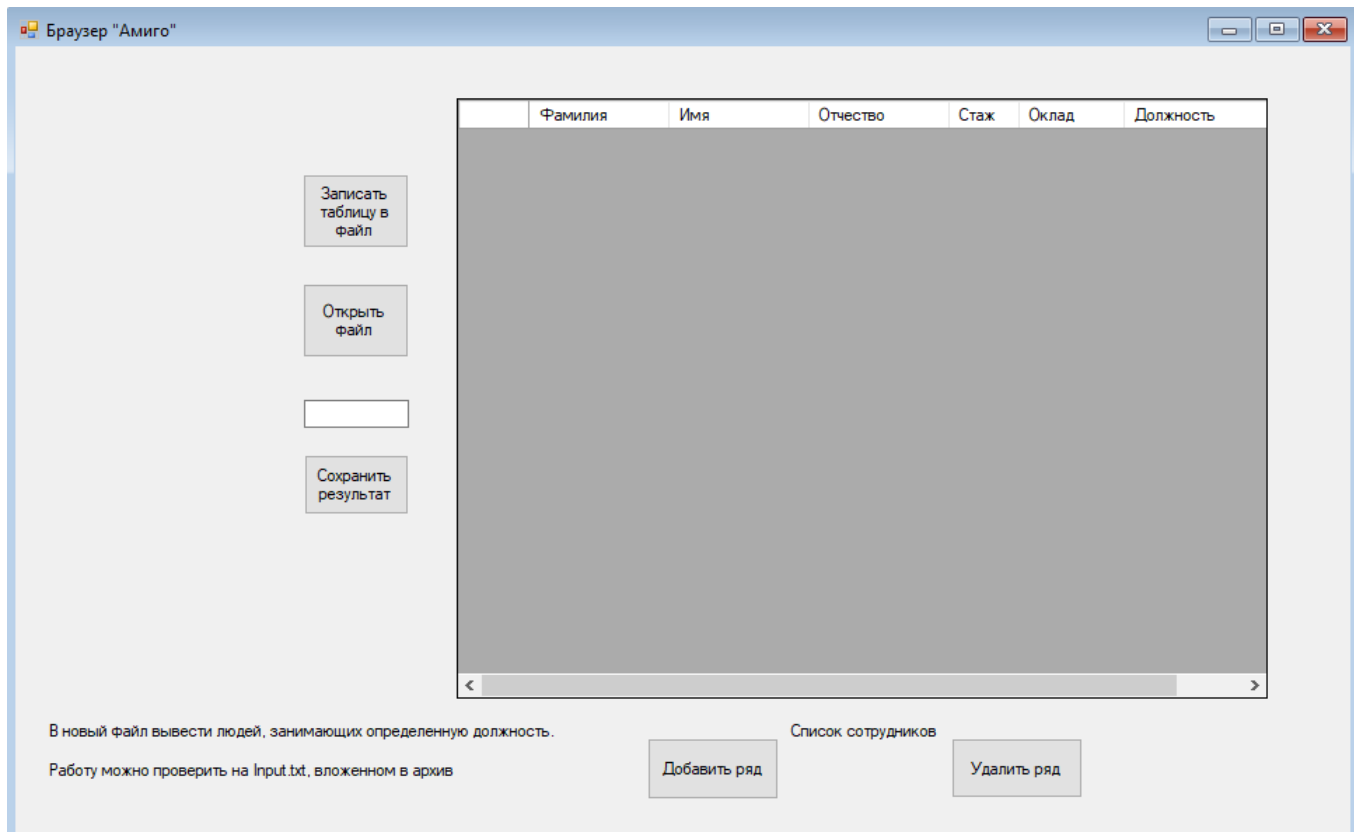 Браузер "Амиго"
Фамилия Имя Отчество Стаж Оклад Должность
Записать
таблицу в
файл
Открыть
файл
Сохранить
результат
В новый файл вывести людей, занимающих определенную должность.
Список сотрудников
Работу можно проверить на Input.txt, вложенном в архив
Добавить ряд
Удалить ряд